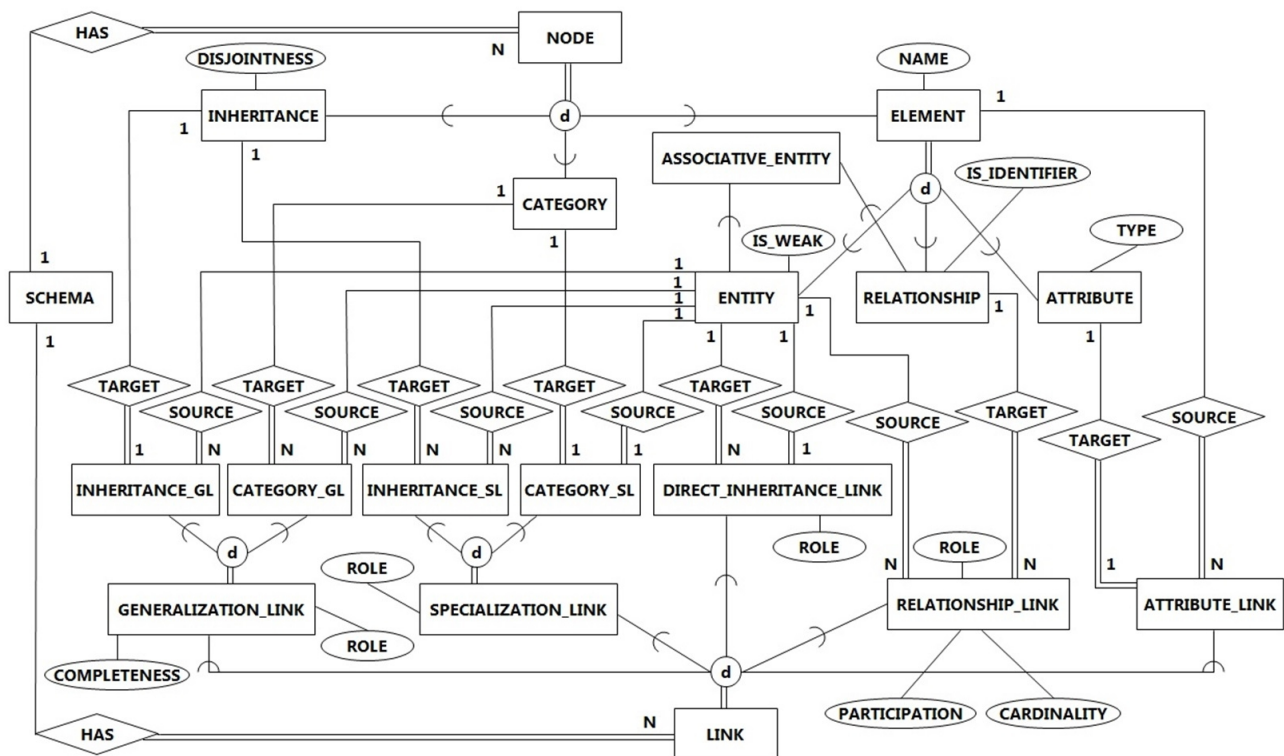 HAS
NODE
N
DISJOINTNESS
NAME
INHERITANCE
d
ELEMENT
1
1
1
ASSOCIATIVE_ENTITY
d
IS_IDENTIFIER
1
CATEGORY
1
IS_WEAK
TYPE
1
SCHEMA
1
1
1
1
1
ENTITY
1
RELATIONSHIP
1
ATTRIBUTE
1
1
1
1
TARGET
TARGET
TARGET
TARGET
TARGET
SOURCE
SOURCE
SOURCE
SOURCE
SOURCE
SOURCE
TARGET
SOURCE
TARGET
1
N
N
N
N
N
1
1
N
1
INHERITANCE_GL
CATEGORY_GL
INHERITANCE_SL
CATEGORY_SL
DIRECT_INHERITANCE_LINK
d
d
ROLE
ROLE
ROLE
N
N
1
N
GENERALIZATION_LINK
SPECIALIZATION_LINK
RELATIONSHIP_LINK
ATTRIBUTE_LINK
ROLE
COMPLETENESS
d
PARTICIPATION
CARDINALITY
HAS
N
LINK